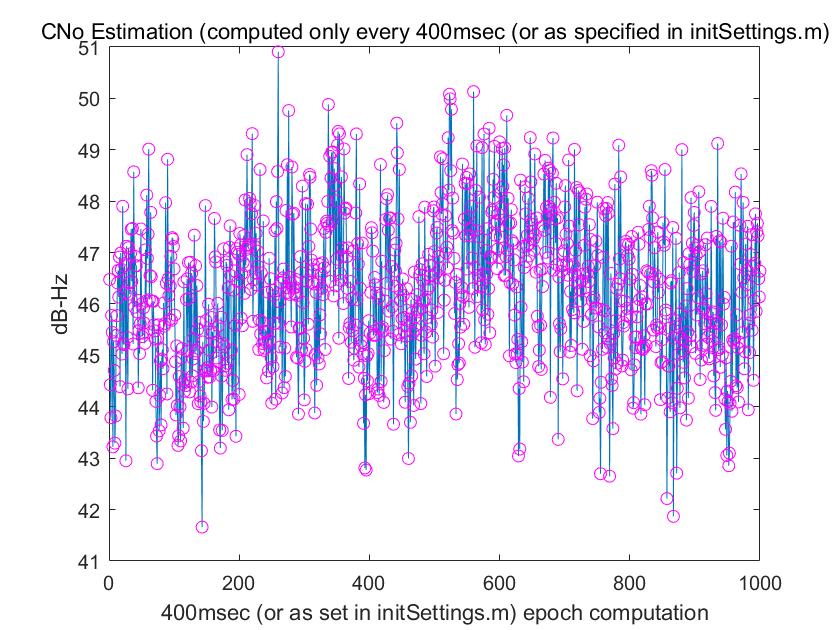 CNo Estimation (computed only every 400msec (or as specified in initSettings.m)
51
50
49
48
47
46
45
44
43
42
41
dB-Hz
0 200 400 600 800 1000
400msec (or as set in initSettings.m) epoch computation